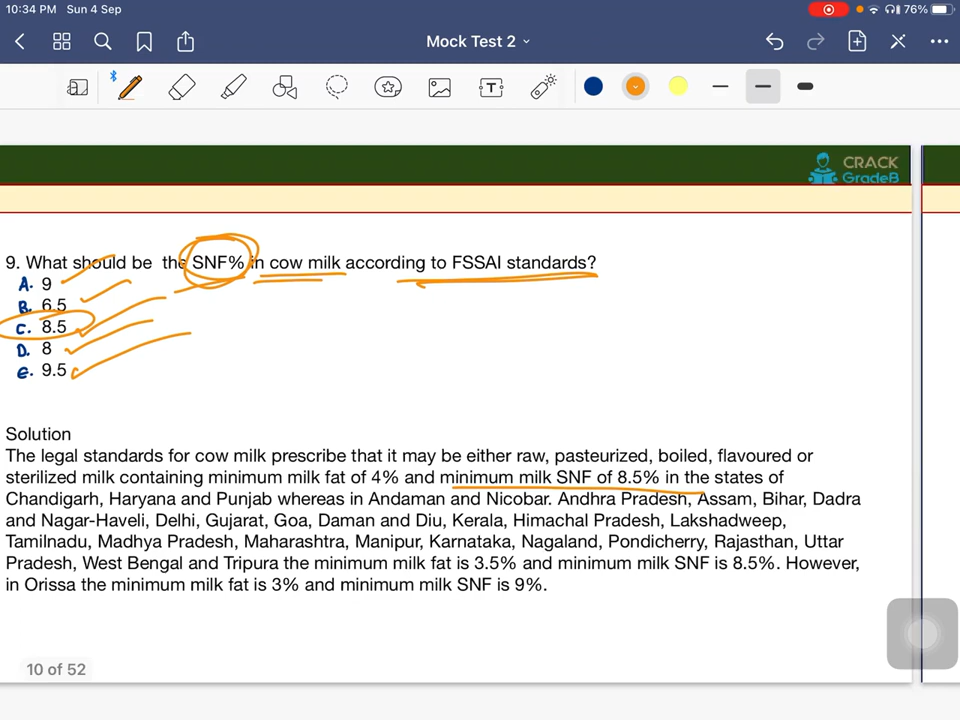 10:34 PM Sun 4 Sep 76%
Mock Test 2
T
CRACK
GradeB
9. What should be the SNF% in cow milk according to FSSAI standards?
A. 9
B. 6.5
C. 8.5
D. 8
e. 9.5
Solution
The legal standards for cow milk prescribe that it may be either raw, pasteurized, boiled, flavoured or
sterilized milk containing minimum milk fat of 4% and minimum milk SNF of 8.5% in the states of
Chandigarh, Haryana and Punjab whereas in Andaman and Nicobar. Andhra Pradesh, Assam, Bihar, Dadra
and Nagar-Haveli, Delhi, Gujarat, Goa, Daman and Diu, Kerala, Himachal Pradesh, Lakshadweep,
Tamilnadu, Madhya Pradesh, Maharashtra, Manipur, Karnataka, Nagaland, Pondicherry, Rajasthan, Uttar
Pradesh, West Bengal and Tripura the minimum milk fat is 3.5% and minimum milk SNF is 8.5%. However,
in Orissa the minimum milk fat is 3% and minimum milk SNF is 9%.
10 of 52